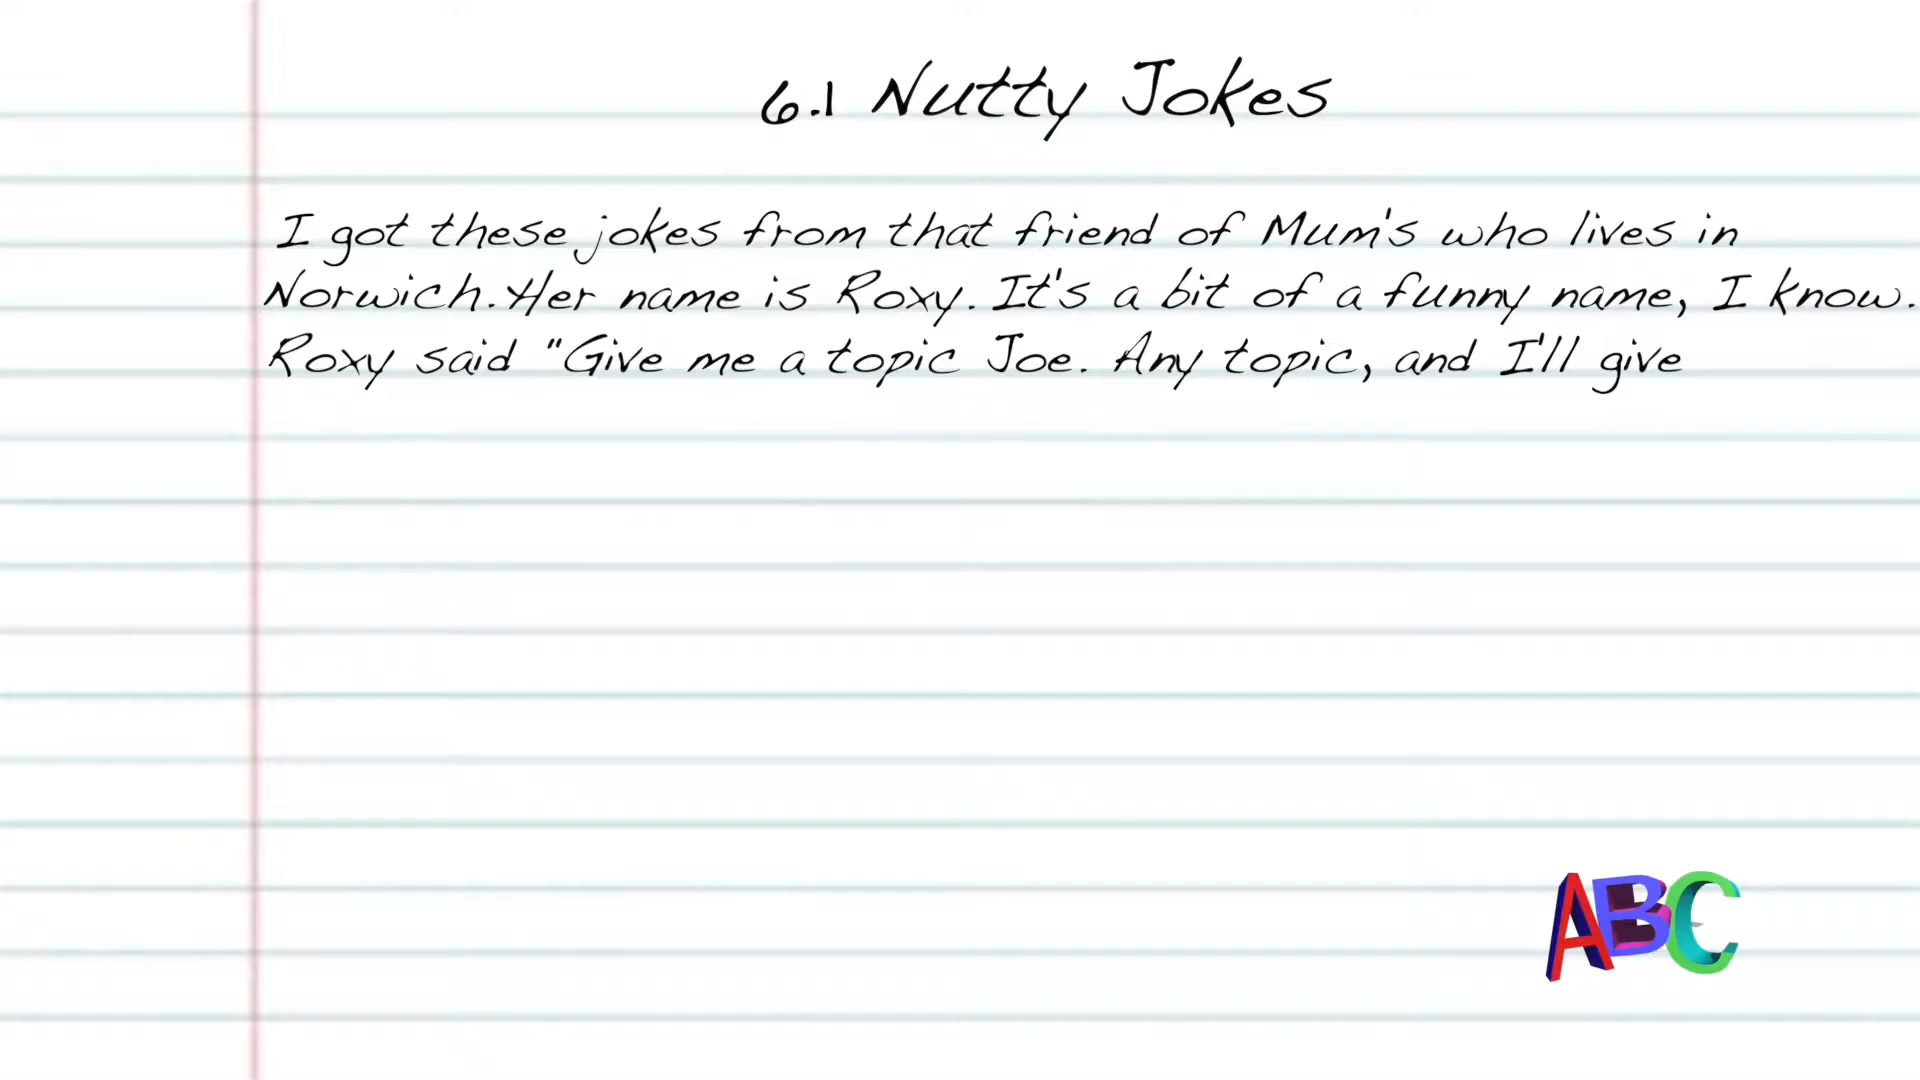 6.1 Nutty Jokes
I got these jokes from that friend of Mum's who lives in
Norwich. Her name is Roxy. It's a bit of a funny name, I know.
Roxy said "Give me a topic Joe. Any topic, and I'll give
ABC